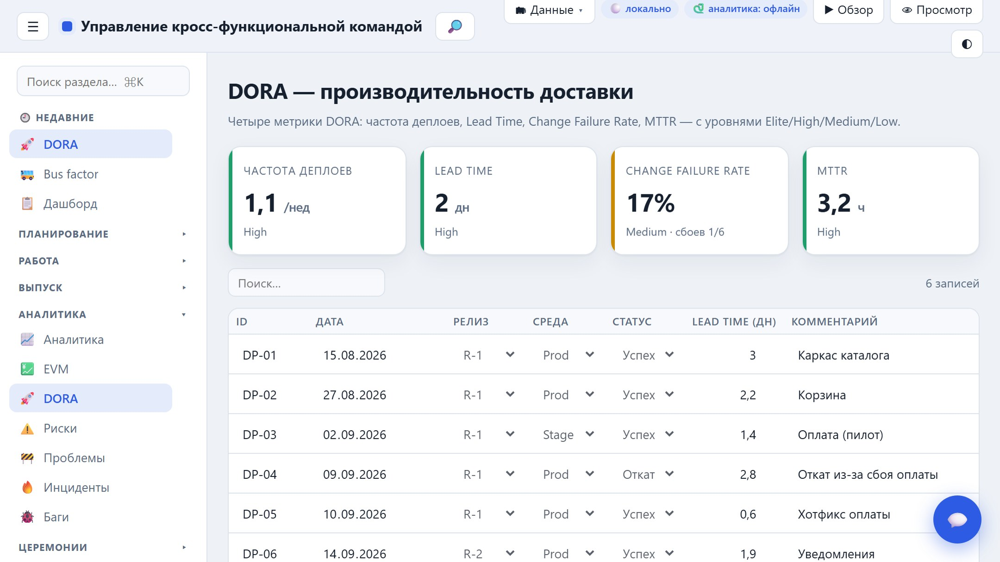 Управление кросс-функциональной командой
Данные
локально
аналитика: офлайн
Обзор
Просмотр
Поиск раздела... ⌘K
НЕДАВНИЕ
DORA
Bus factor
Дашборд
ПЛАНИРОВАНИЕ
РАБОТА
ВЫПУСК
АНАЛИТИКА
Аналитика
EVM
DORA
Риски
Проблемы
Инциденты
Баги
ЦЕРЕМОНИИ
DORA — производительность доставки
Четыре метрики DORA: частота деплоев, Lead Time, Change Failure Rate, MTTR — с уровнями Elite/High/Medium/Low.
ЧАСТОТА ДЕПЛОЕВ
1,1 /нед
High
LEAD TIME
2 дн
High
CHANGE FAILURE RATE
17%
Medium · сбоев 1/6
MTTR
3,2 ч
High
Поиск...
6 записей
ID ДАТА РЕЛИЗ СРЕДА СТАТУС LEAD TIME (ДН) КОММЕНТАРИЙ
DP-01 15.08.2026 R-1 Prod Успех 3 Каркас каталога
DP-02 27.08.2026 R-1 Prod Успех 2,2 Корзина
DP-03 02.09.2026 R-1 Stage Успех 1,4 Оплата (пилот)
DP-04 09.09.2026 R-1 Prod Откат 2,8 Откат из-за сбоя оплаты
DP-05 10.09.2026 R-1 Prod Успех 0,6 Хотфикс оплаты
DP-06 14.09.2026 R-2 Prod Успех 1,9 Уведомления